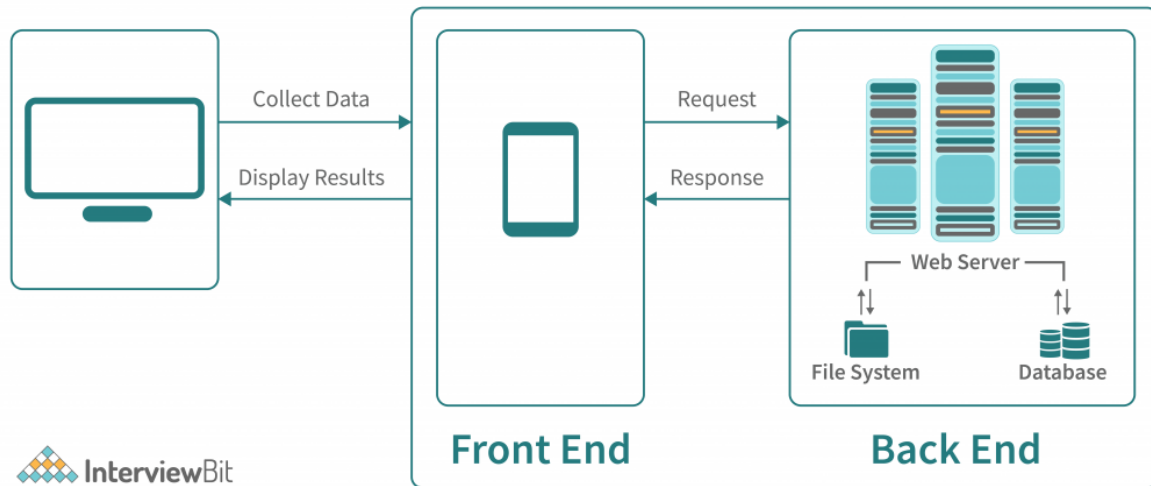 Collect Data
Display Results
Request
Response
Web Server
File System
Database
Front End
Back End
InterviewBit